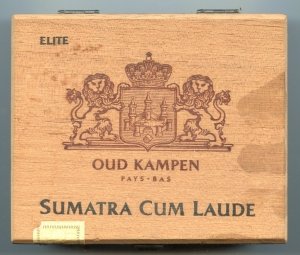 ELITE
OUD KAMPEN
PAYS-BAS
SUMATRA CUM LAUDE